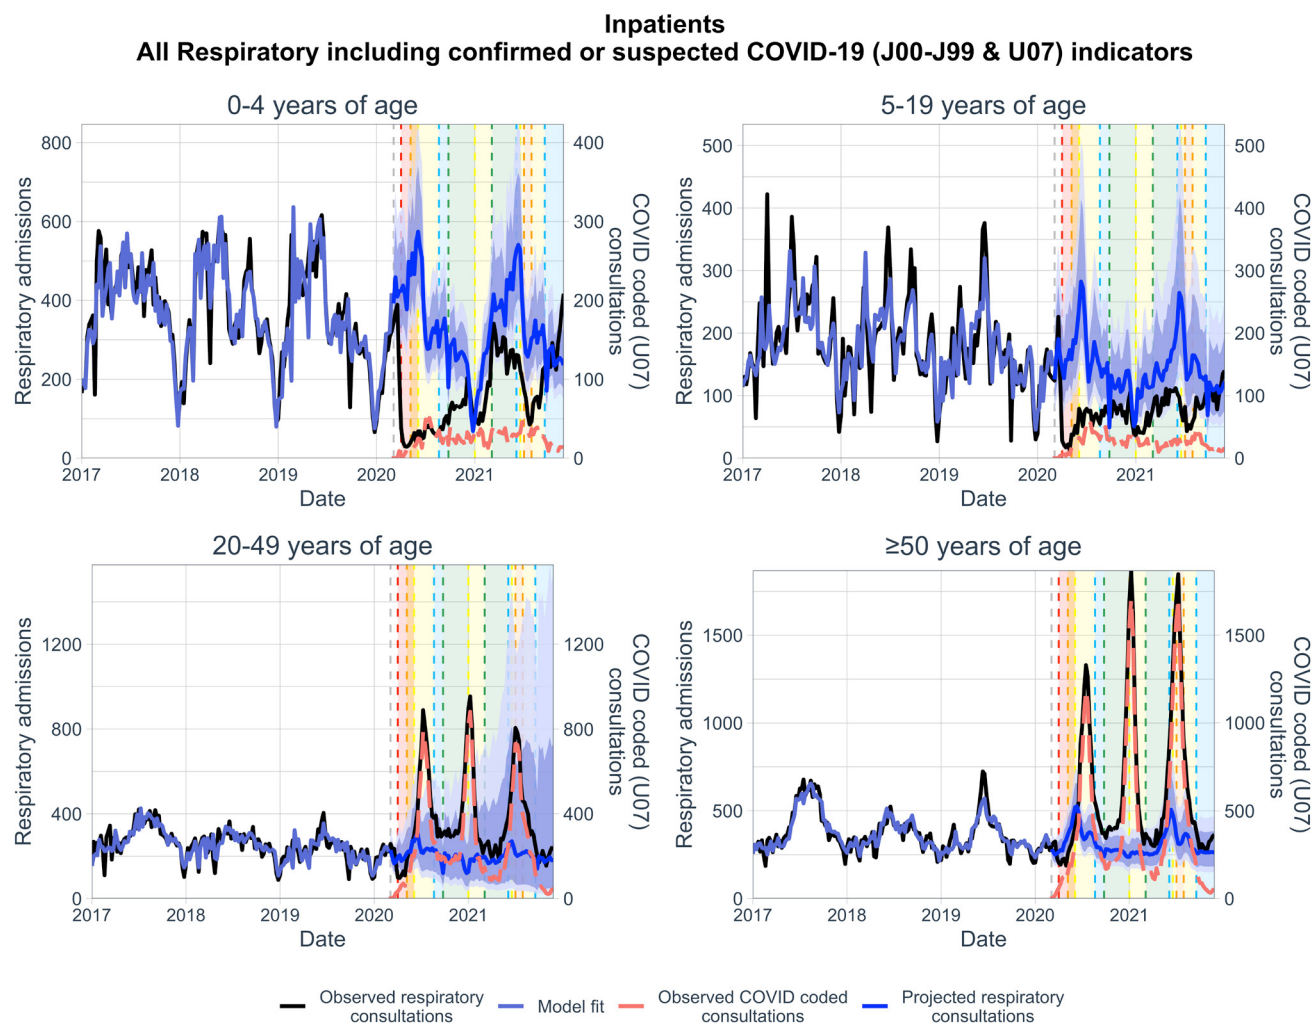 Inpatients
All Respiratory including confirmed or suspected COVID-19 (J00-J99 & U07) indicators
0-4 years of age
800
600
400
200
0
400
300
200
100
0
Respiratory admissions
COVID coded (U07)
consultations
2017 2018 2019 2020 2021
Date
5-19 years of age
500
400
300
200
100
0
500
400
300
200
100
0
Respiratory admissions
COVID coded (U07)
consultations
2017 2018 2019 2020 2021
Date
20-49 years of age
1200
800
400
0
1200
800
400
0
Respiratory admissions
COVID coded (U07)
consultations
2017 2018 2019 2020 2021
Date
≥50 years of age
1500
1000
500
0
1500
1000
500
0
Respiratory admissions
COVID coded (U07)
consultations
2017 2018 2019 2020 2021
Date
Observed respiratory
consultations
Model fit
Observed COVID coded
consultations
Projected respiratory
consultations